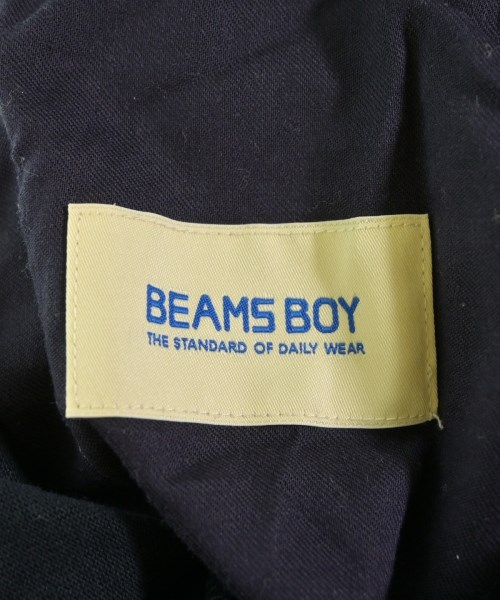 BEAMS BOY
THE STANDARD OF DAILY WEAR